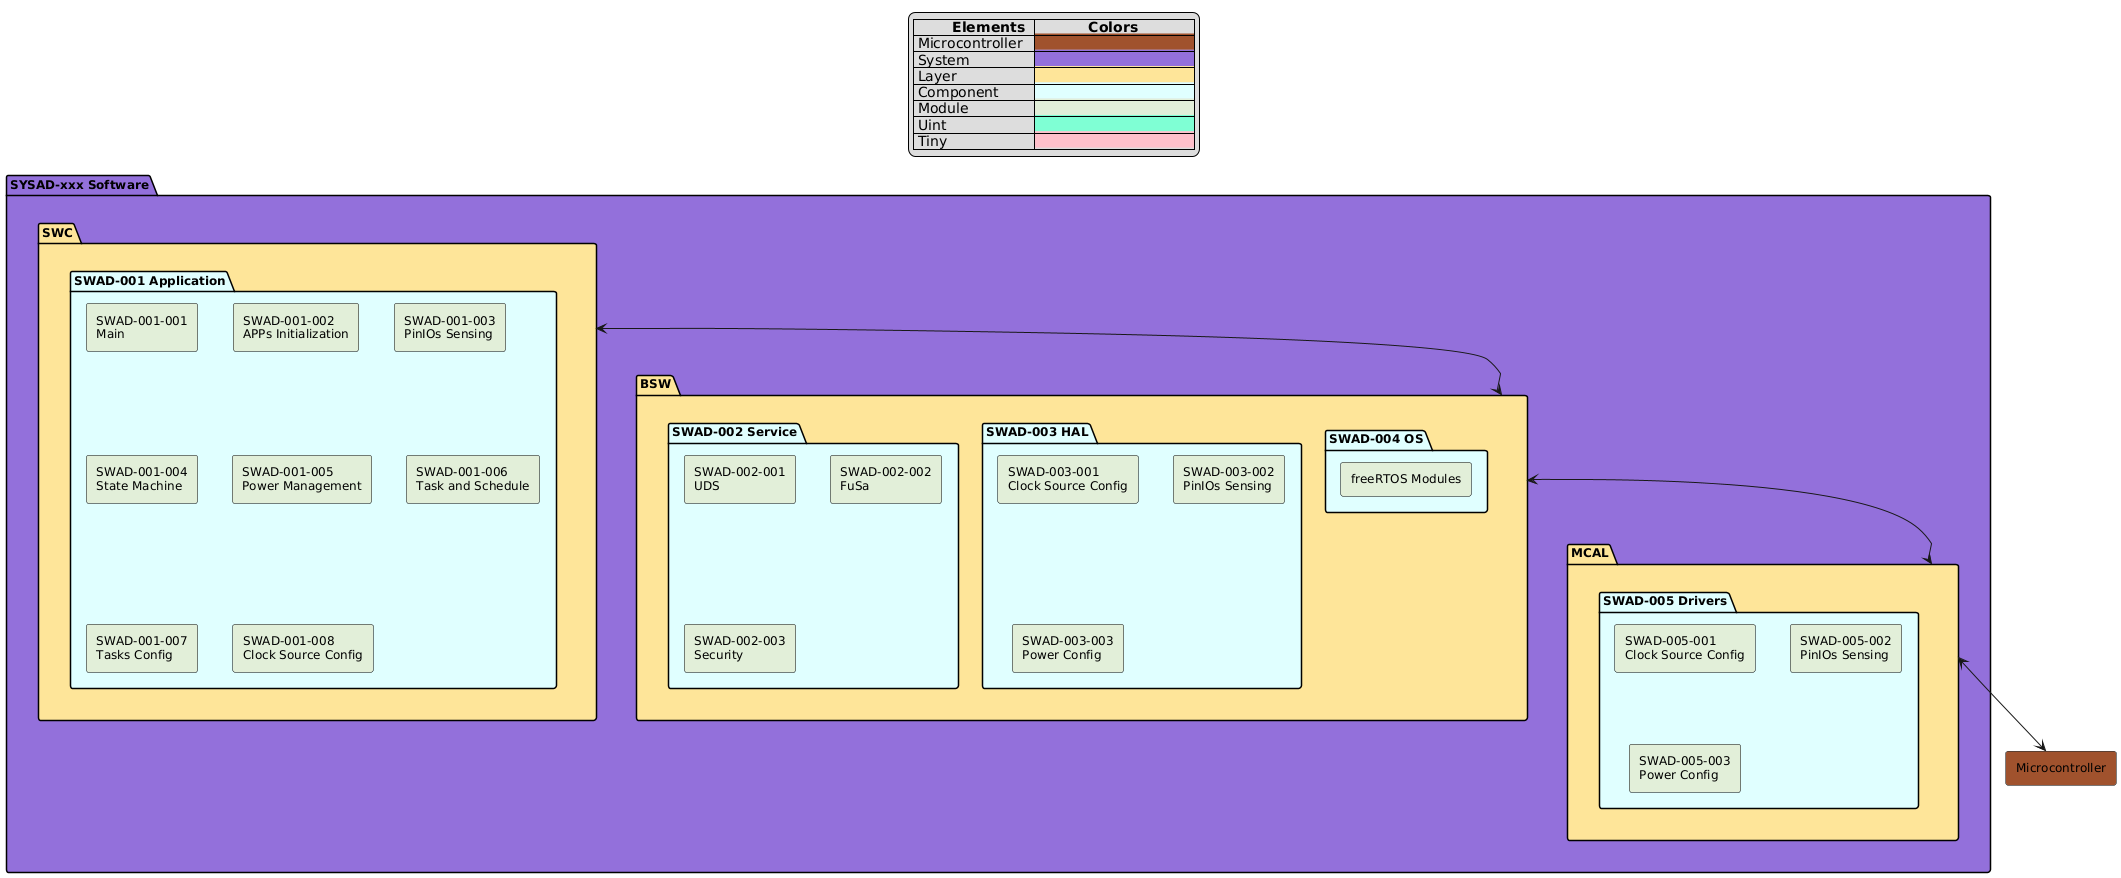 Elements Colors
Microcontroller
System
Layer
Component
Module
Uint
Tiny
SYSAD-xxx Software
SWC
SWAD-001 Application
SWAD-001-001
Main
SWAD-001-002
APPs Initialization
SWAD-001-003
PinIOs Sensing
SWAD-001-004
State Machine
SWAD-001-005
Power Management
SWAD-001-006
Task and Schedule
SWAD-001-007
Tasks Config
SWAD-001-008
Clock Source Config
BSW
SWAD-002 Service
SWAD-002-001
UDS
SWAD-002-002
FuSa
SWAD-002-003
Security
SWAD-003 HAL
SWAD-003-001
Clock Source Config
SWAD-003-002
PinIOs Sensing
SWAD-003-003
Power Config
SWAD-004 OS
freeRTOS Modules
MCAL
SWAD-005 Drivers
SWAD-005-001
Clock Source Config
SWAD-005-002
PinIOs Sensing
SWAD-005-003
Power Config
Microcontroller